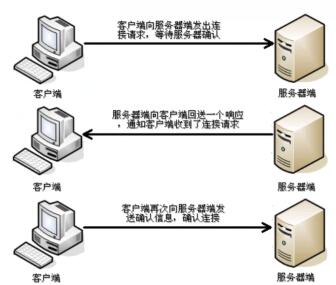 客户端向服务器端发出连
接请求，等待服务器确认
客户端
服务器端
服务器端向客户端回送一个响应
，通知客户端收到了连接请求
客户端
服务器端
客户端再次向服务器端发
送确认信息，确认连接
客户端
服务器端